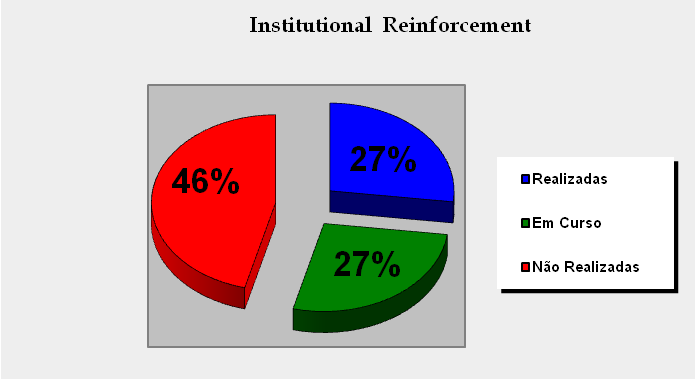 Institutional Reinforcement
27%
46%
27%
Realizadas
Em Curso
Não Realizadas